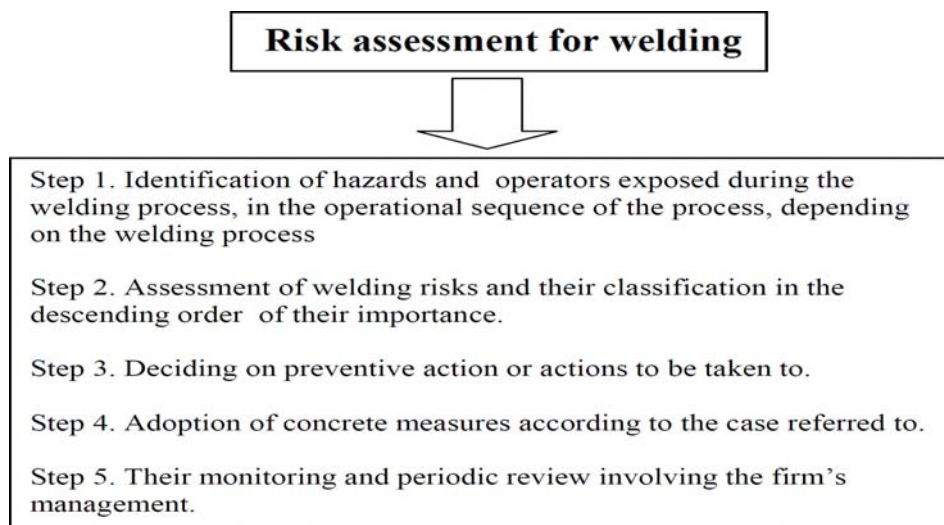 Risk assessment for welding
Step 1. Identification of hazards and operators exposed during the
welding process, in the operational sequence of the process, depending
on the welding process
Step 2. Assessment of welding risks and their classification in the
descending order of their importance.
Step 3. Deciding on preventive action or actions to be taken to.
Step 4. Adoption of concrete measures according to the case referred to.
Step 5. Their monitoring and periodic review involving the firm's
management.